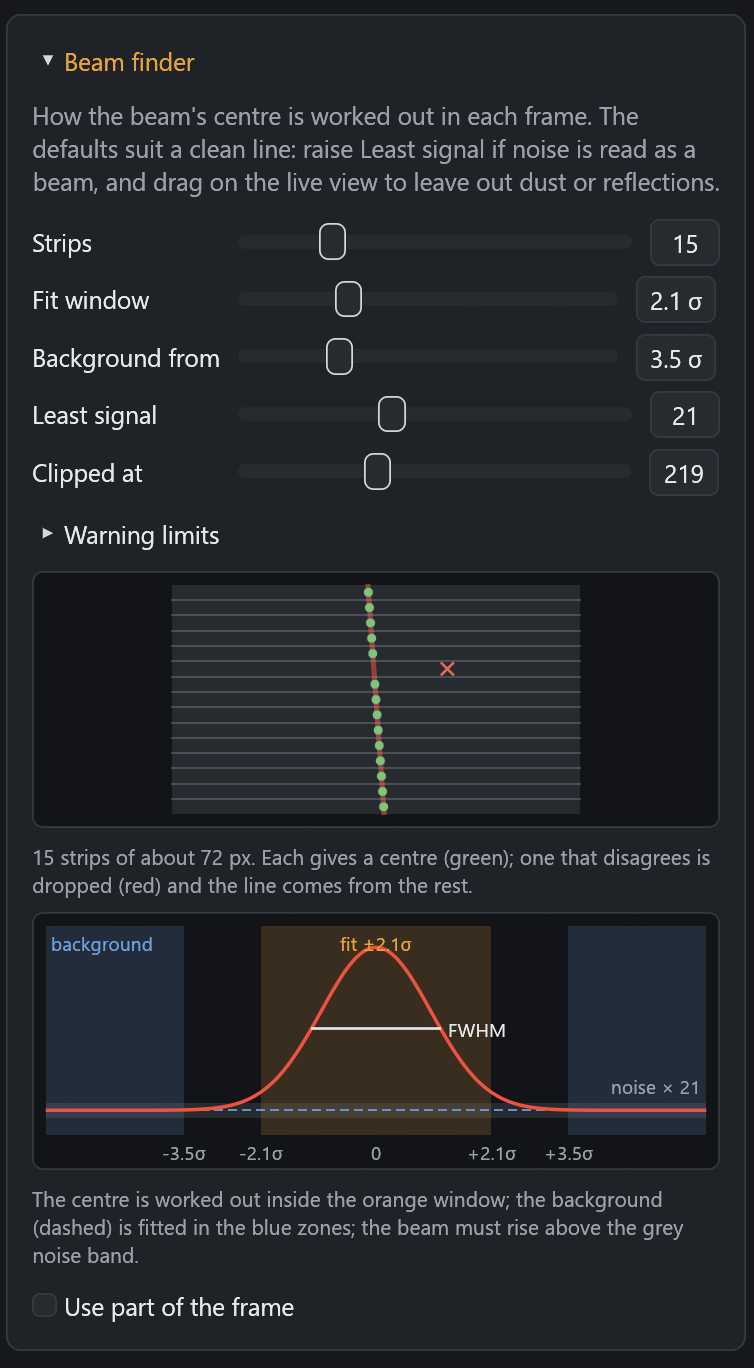 Beam finder
How the beam's centre is worked out in each frame. The
defaults suit a clean line: raise Least signal if noise is read as a
beam, and drag on the live view to leave out dust or reflections.
Strips 15
Fit window 2.1 σ
Background from 3.5 σ
Least signal 21
Clipped at 219
Warning limits
15 strips of about 72 px. Each gives a centre (green); one that disagrees is
dropped (red) and the line comes from the rest.
background fit ±2.1σ
FWHM
noise × 21
-3.5σ -2.1σ 0 +2.1σ +3.5σ
The centre is worked out inside the orange window; the background
(dashed) is fitted in the blue zones; the beam must rise above the grey
noise band.
Use part of the frame